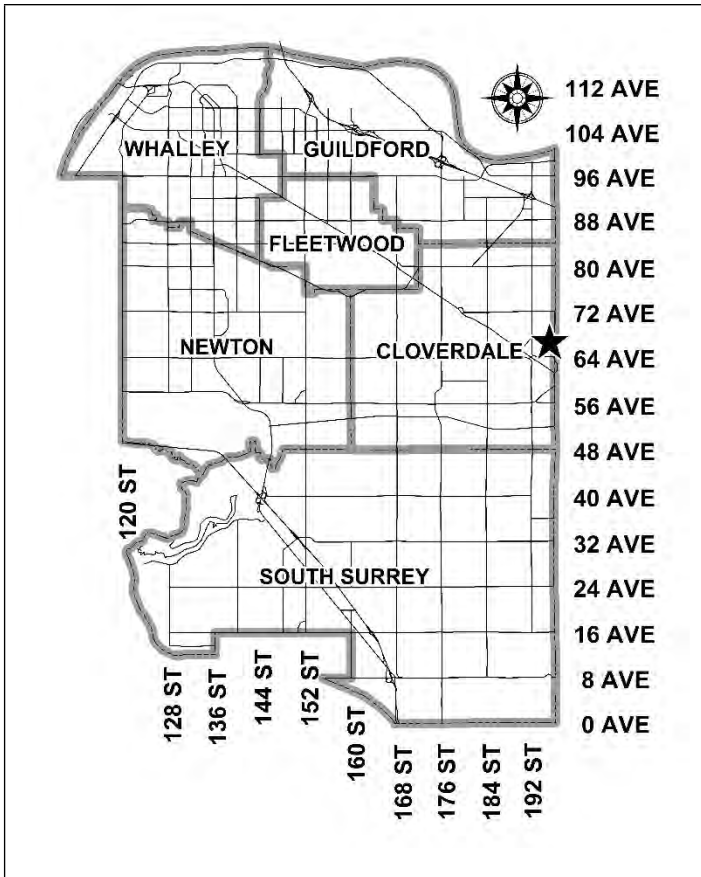 112 AVE
104 AVE
WHALLEY
GUILDFORD
96 AVE
88 AVE
FLEETWOOD
80 AVE
72 AVE
NEWTON
CLOVERDALE
64 AVE
56 AVE
48 AVE
120 ST
40 AVE
32 AVE
SOUTH SURREY
24 AVE
16 AVE
128 ST
136 ST
144 ST
152 ST
160 ST
8 AVE
0 AVE
168 ST
176 ST
184 ST
192 ST